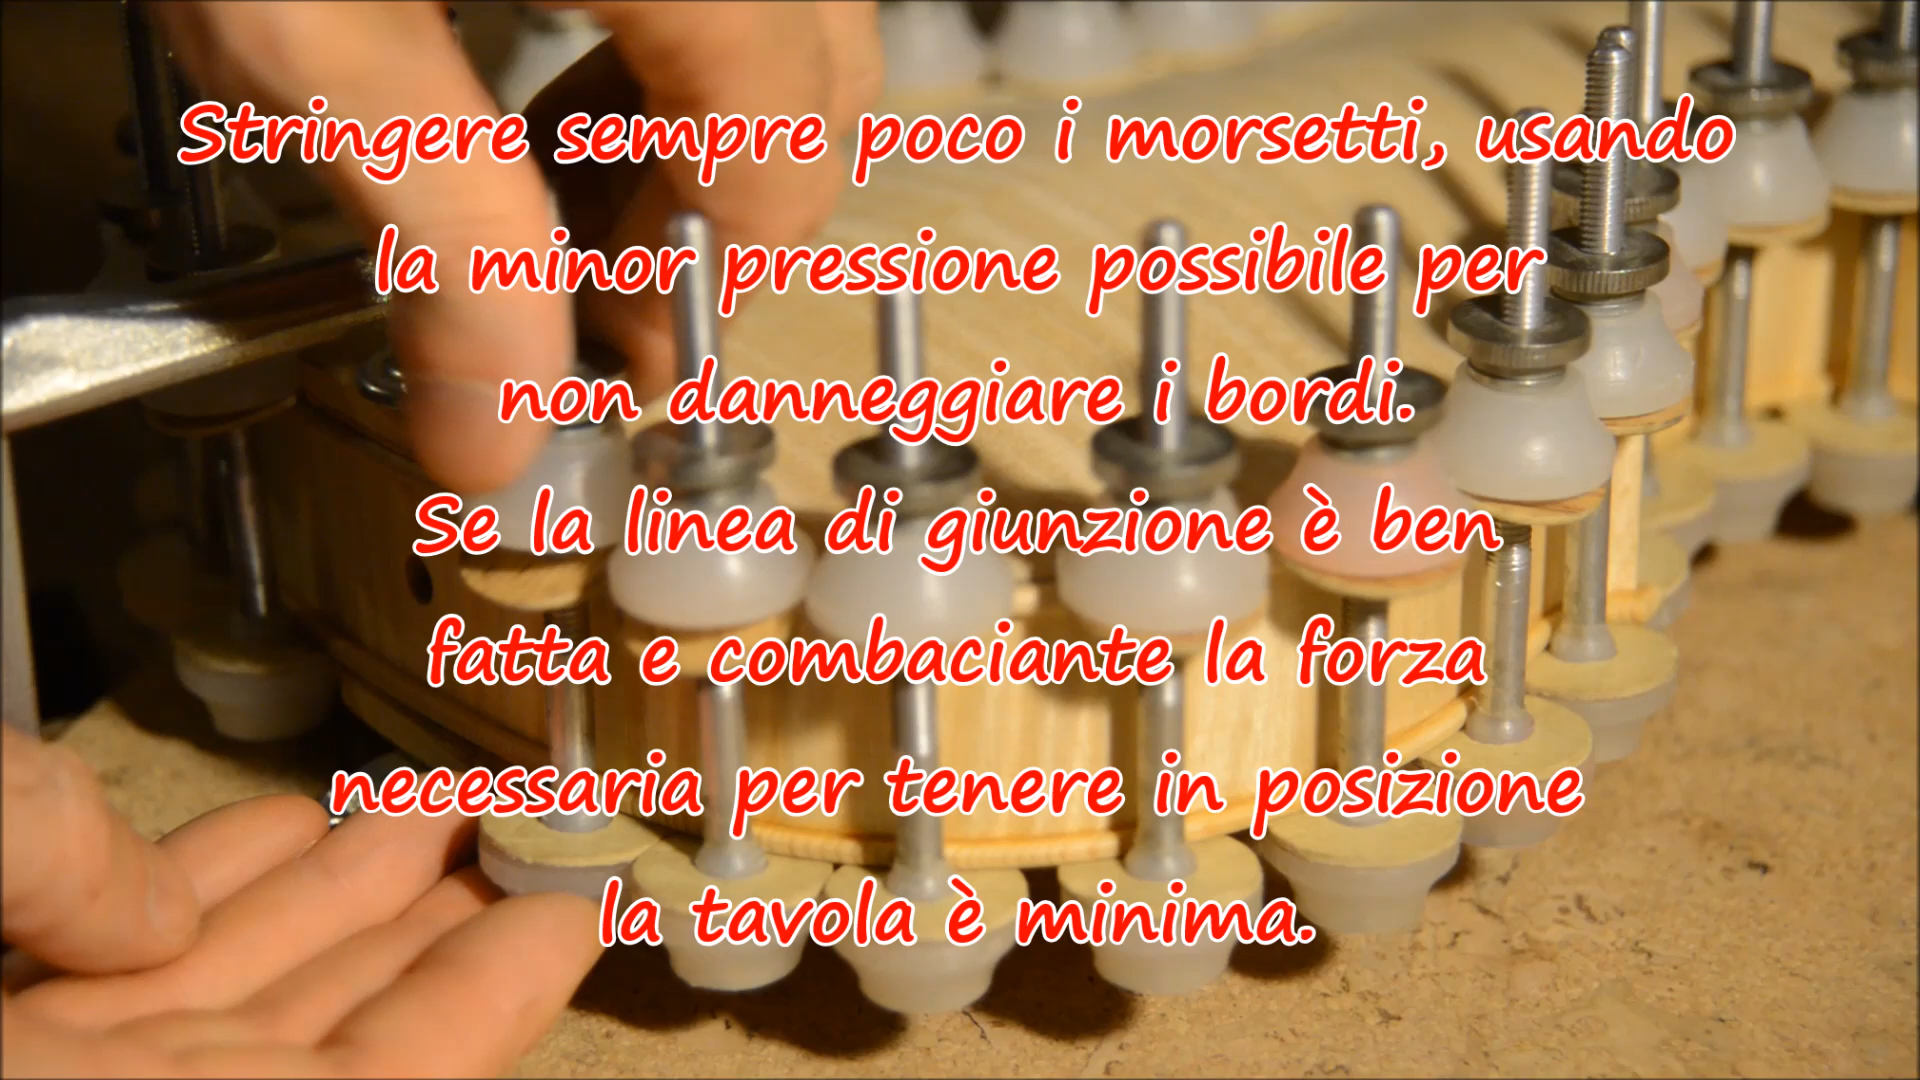 Stringere sempre poco i morsetti, usando
la minor pressione possibile per
non danneggiare i bordi.
Se la linea di giunzione è ben
fatta e combaciante la forza
necessaria per tenere in posizione
la tavola è minima.